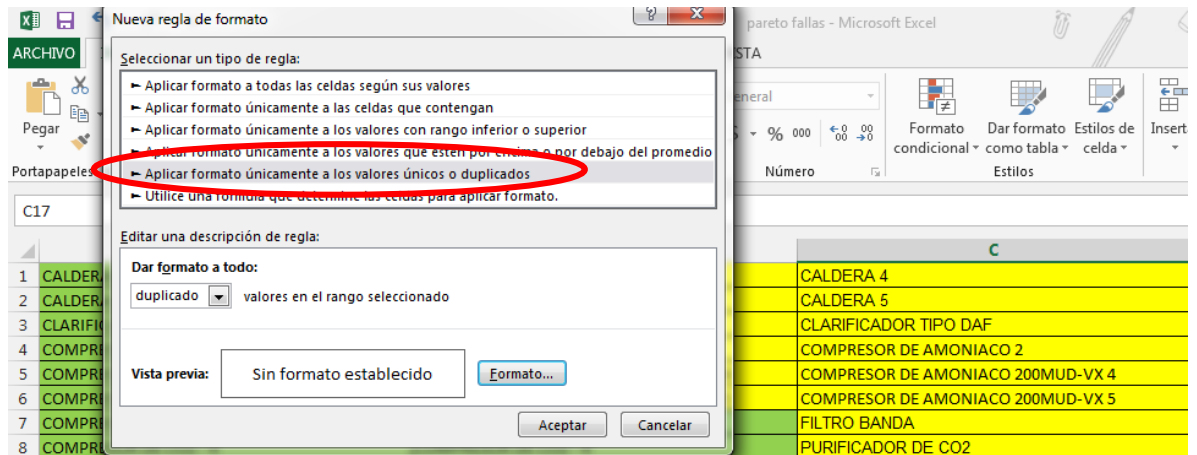 Nueva regla de formato
pareto fallas - Microsoft Excel
ARCHIVO
STA
Seleccionar un tipo de regla:
► Aplicar formato a todas las celdas según sus valores
► Aplicar formato únicamente a las celdas que contengan
► Aplicar formato únicamente a los valores con rango inferior o superior
► Aplicar formato únicamente a los valores que estén por encima o por debajo del promedio
► Aplicar formato únicamente a los valores únicos o duplicados
► Utilice una fórmula que determine las celdas para aplicar formato.
Pegar
Portapapeles
eneral
% 000
Número
Formato condicional
Dar formato como tabla
Estilos de celda
Estilos
Insert
C17
Editar una descripción de regla:
Dar formato a todo:
duplicado valores en el rango seleccionado
Vista previa: Sin formato establecido Formato...
Aceptar Cancelar
C
1 CALDER CALDERA 4
2 CALDER CALDERA 5
3 CLARIFI CLARIFICADOR TIPO DAF
4 COMPRE COMPRESOR DE AMONIACO 2
5 COMPRE COMPRESOR DE AMONIACO 200MUD-VX 4
6 COMPRE COMPRESOR DE AMONIACO 200MUD-VX 5
7 COMPRE FILTRO BANDA
8 COMPRE PURIFICADOR DE CO2